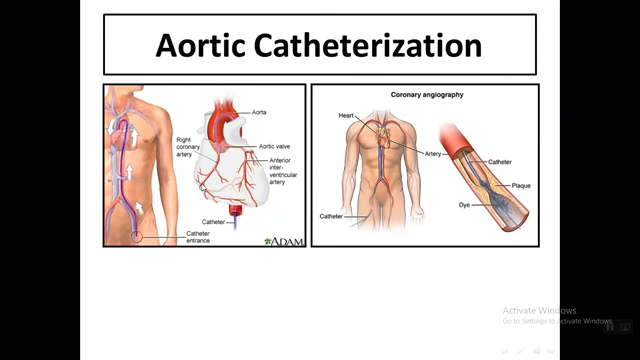 Aortic Catheterization
Aorta
Right
coronary
artery
Aortic valve
Anterior
inter-
ventricular
artery
Catheter
Catheter
entrance
ADAM
Coronary angiography
Heart
Artery
Catheter
Plaque
Dye
Catheter
Activate Windows
Go to Settings to activate Windows.